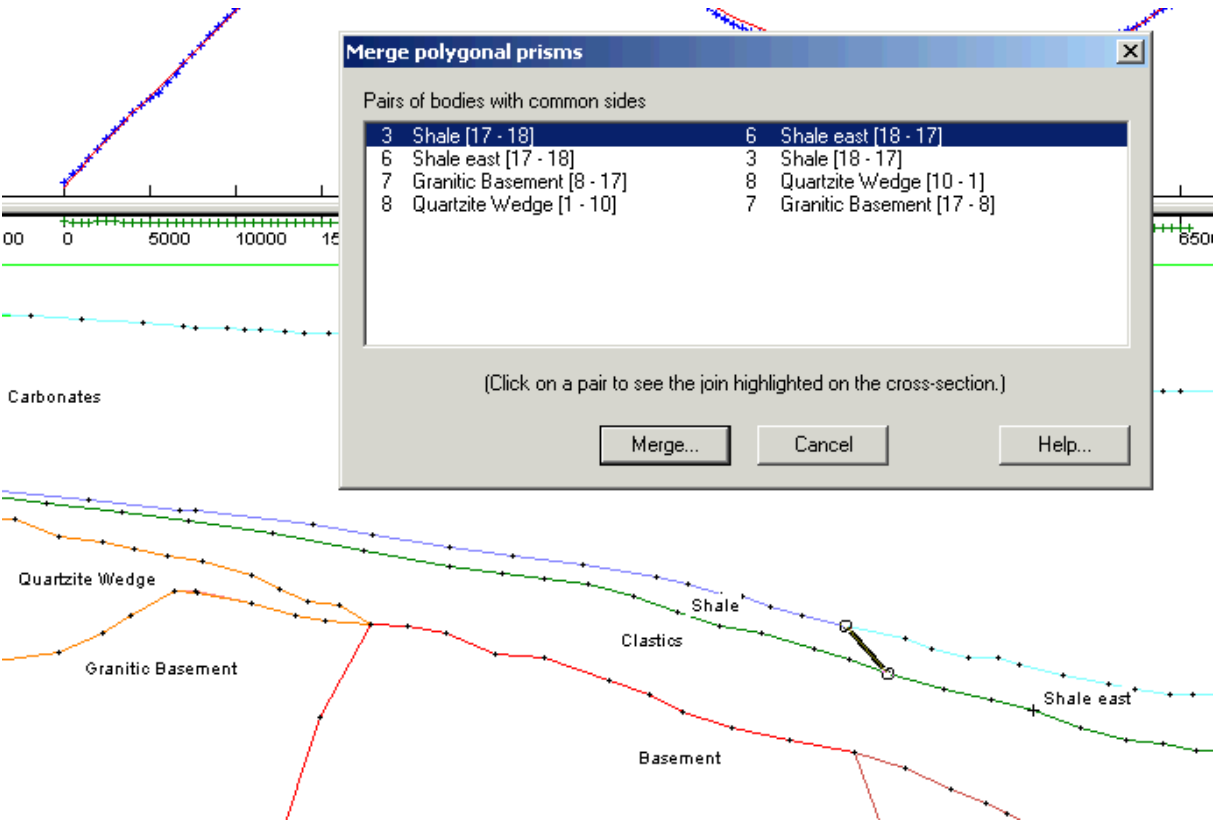 Merge polygonal prisms
Pairs of bodies with common sides
3 Shale [17 - 18] 6 Shale east [18 - 17]
6 Shale east [17 - 18] 3 Shale [18 - 17]
7 Granitic Basement [8 - 17] 8 Quartzite Wedge [10 - 1]
8 Quartzite Wedge [1 - 10] 7 Granitic Basement [17 - 8]
00 0 5000 10000 15 650
(Click on a pair to see the join highlighted on the cross-section.)
Carbonates
Merge... Cancel Help...
Quartzite Wedge
Shale
Clastics
Granitic Basement
Shale east
Basement